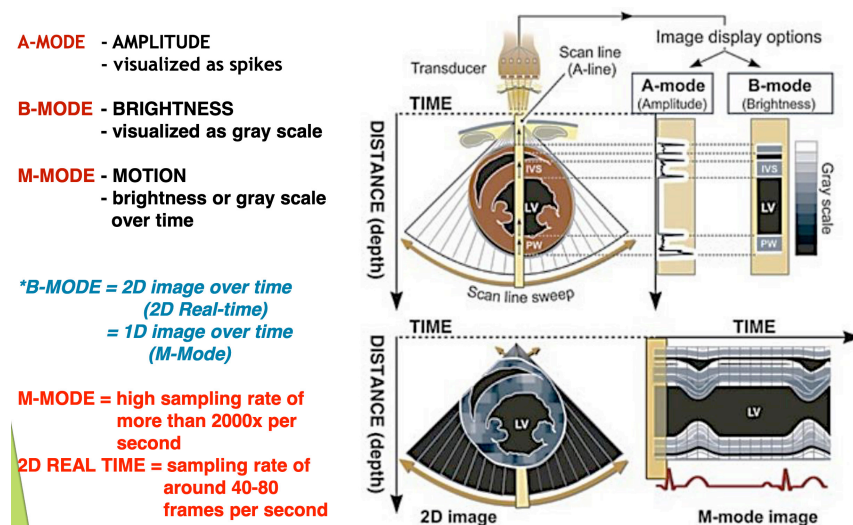 A-MODE - AMPLITUDE
- visualized as spikes
B-MODE - BRIGHTNESS
- visualized as gray scale
M-MODE - MOTION
- brightness or gray scale
over time
*B-MODE = 2D image over time
(2D Real-time)
= 1D image over time
(M-Mode)
M-MODE = high sampling rate of
more than 2000x per
second
2D REAL TIME = sampling rate of
around 40-80
frames per second
Transducer
Scan line
(A-line)
Image display options
A-mode
(Amplitude)
B-mode
(Brightness)
TIME
DISTANCE (depth)
IVS
LV
PW
Scan line sweep
IVS
LV
PW
Gray scale
TIME
DISTANCE (depth)
LV
2D image
TIME
LV
M-mode image